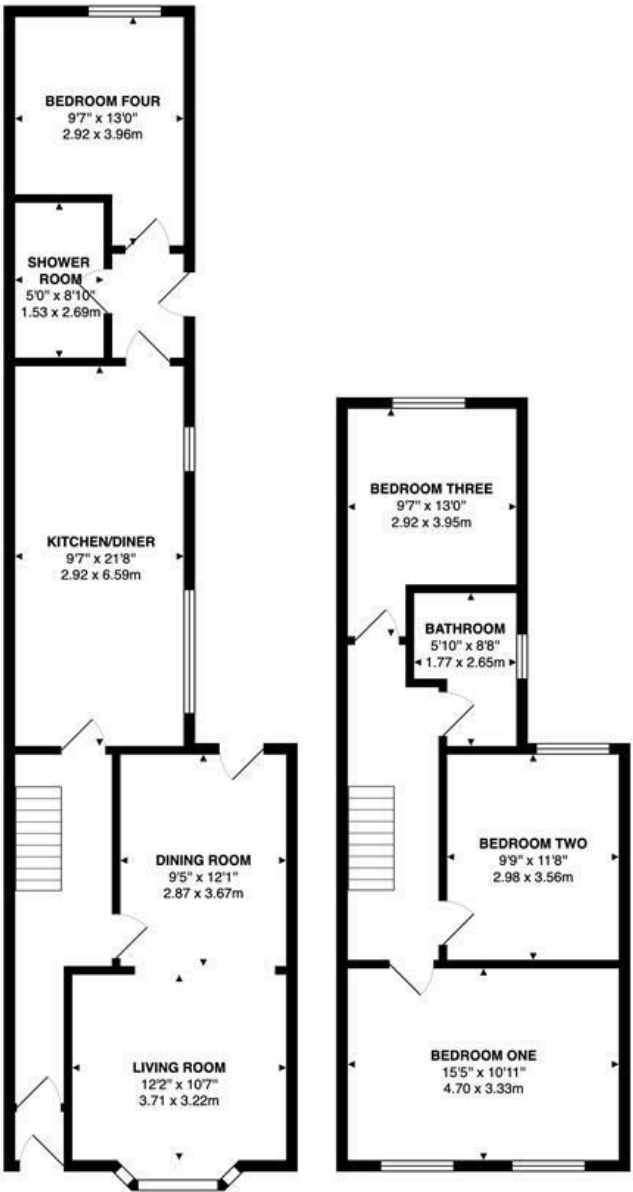 BEDROOM FOUR
9'7" x 13'0"
2.92 x 3.96m
SHOWER
ROOM
5'0" x 8'10"
1.53 x 2.69m
KITCHEN/DINER
9'7" x 21'8"
2.92 x 6.59m
DINING ROOM
9'5" x 12'1"
2.87 x 3.67m
LIVING ROOM
12'2" x 10'7"
3.71 x 3.22m
BEDROOM THREE
9'7" x 13'0"
2.92 x 3.95m
BATHROOM
5'10" x 8'8"
1.77 x 2.65m
BEDROOM TWO
9'9" x 11'8"
2.98 x 3.56m
BEDROOM ONE
15'5" x 10'11"
4.70 x 3.33m